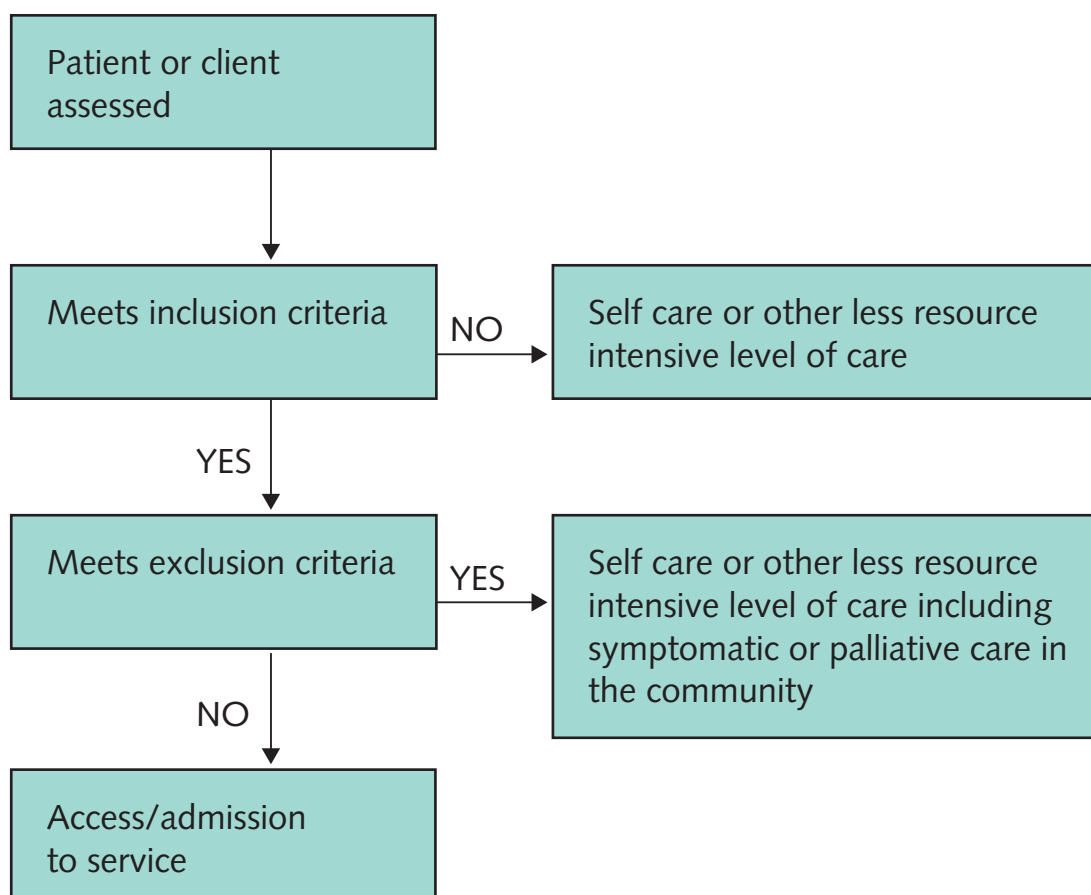 Patient or client
assessed
Meets inclusion criteria
NO
Self care or other less resource
intensive level of care
YES
Meets exclusion criteria
YES
Self care or other less resource
intensive level of care including
symptomatic or palliative care in
the community
NO
Access/admission
to service